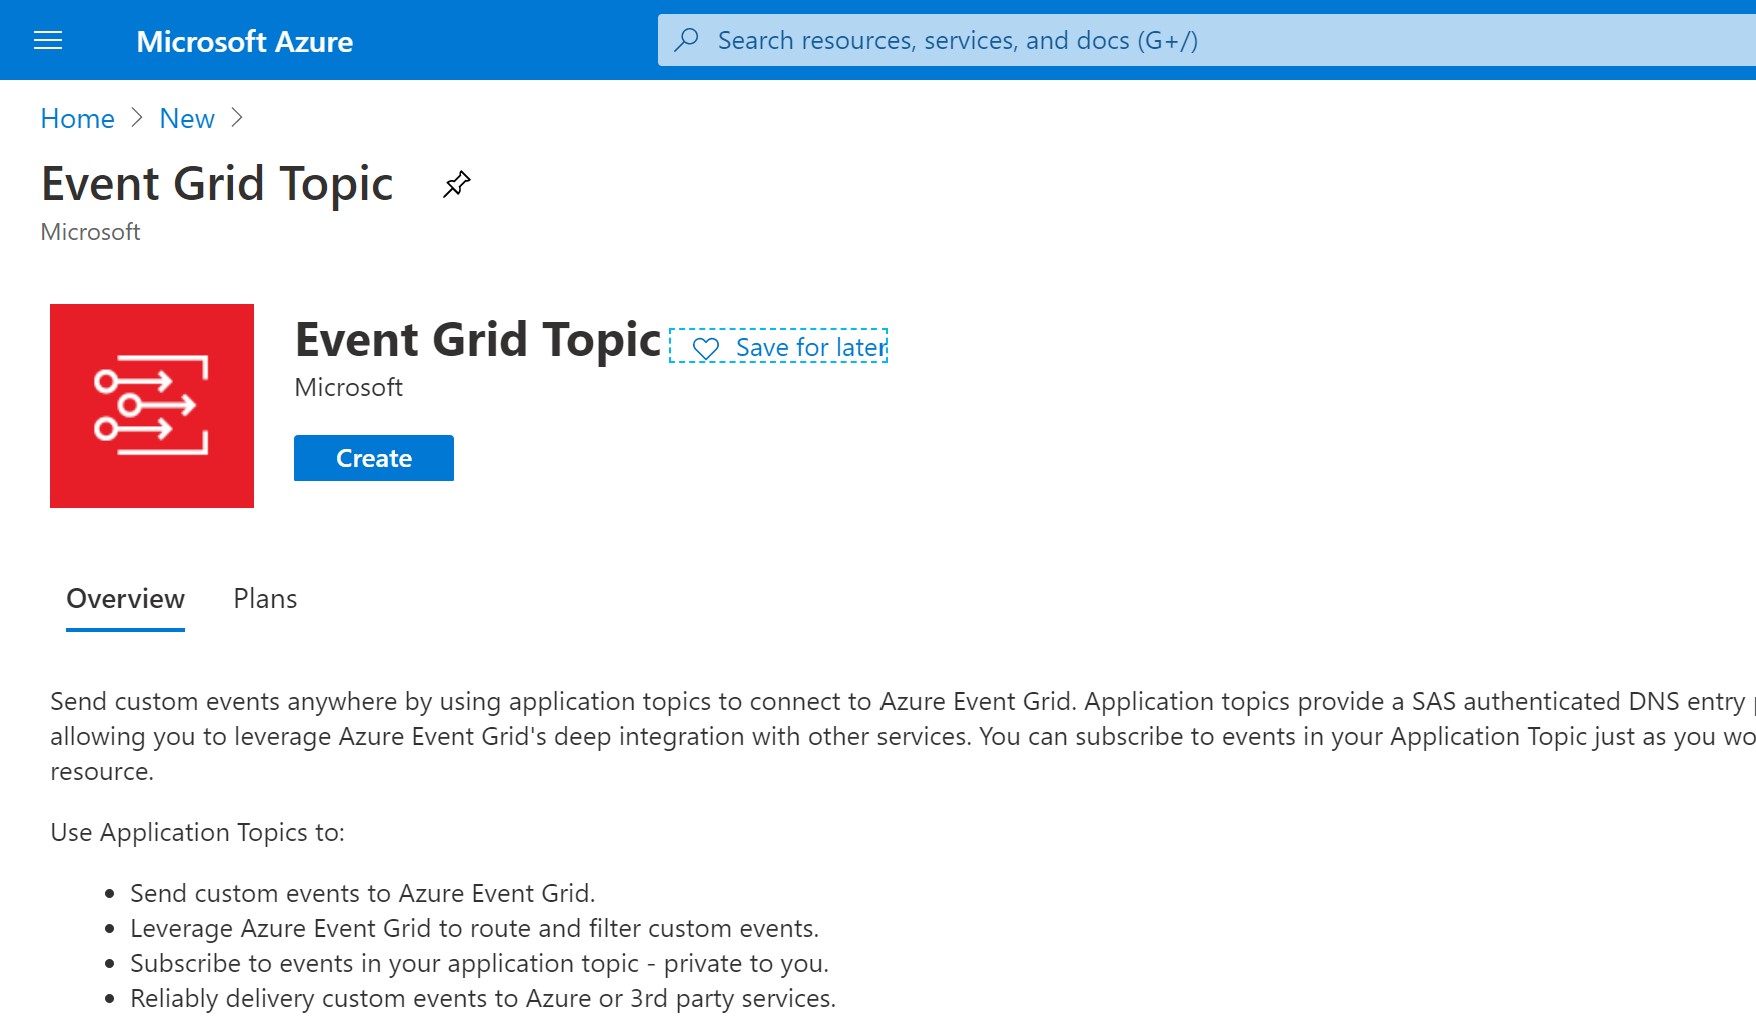 Microsoft Azure
Search resources, services, and docs (G+/)
Home
New
Event Grid Topic
Microsoft
Event Grid Topic
Save for later
Microsoft
Create
Overview
Plans
Send custom events anywhere by using application topics to connect to Azure Event Grid. Application topics provide a SAS authenticated DNS entry
allowing you to leverage Azure Event Grid's deep integration with other services. You can subscribe to events in your Application Topic just as you wo
resource.
Use Application Topics to:
• Send custom events to Azure Event Grid.
• Leverage Azure Event Grid to route and filter custom events.
• Subscribe to events in your application topic - private to you.
• Reliably delivery custom events to Azure or 3rd party services.